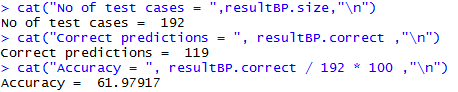 > cat("No of test cases = ",resultBP.size,"\n")
No of test cases =  192
> cat("Correct predictions = ", resultBP.correct ,"\n")
Correct predictions =  119
> cat("Accuracy = ", resultBP.correct / 192 * 100 ,"\n")
Accuracy =  61.97917